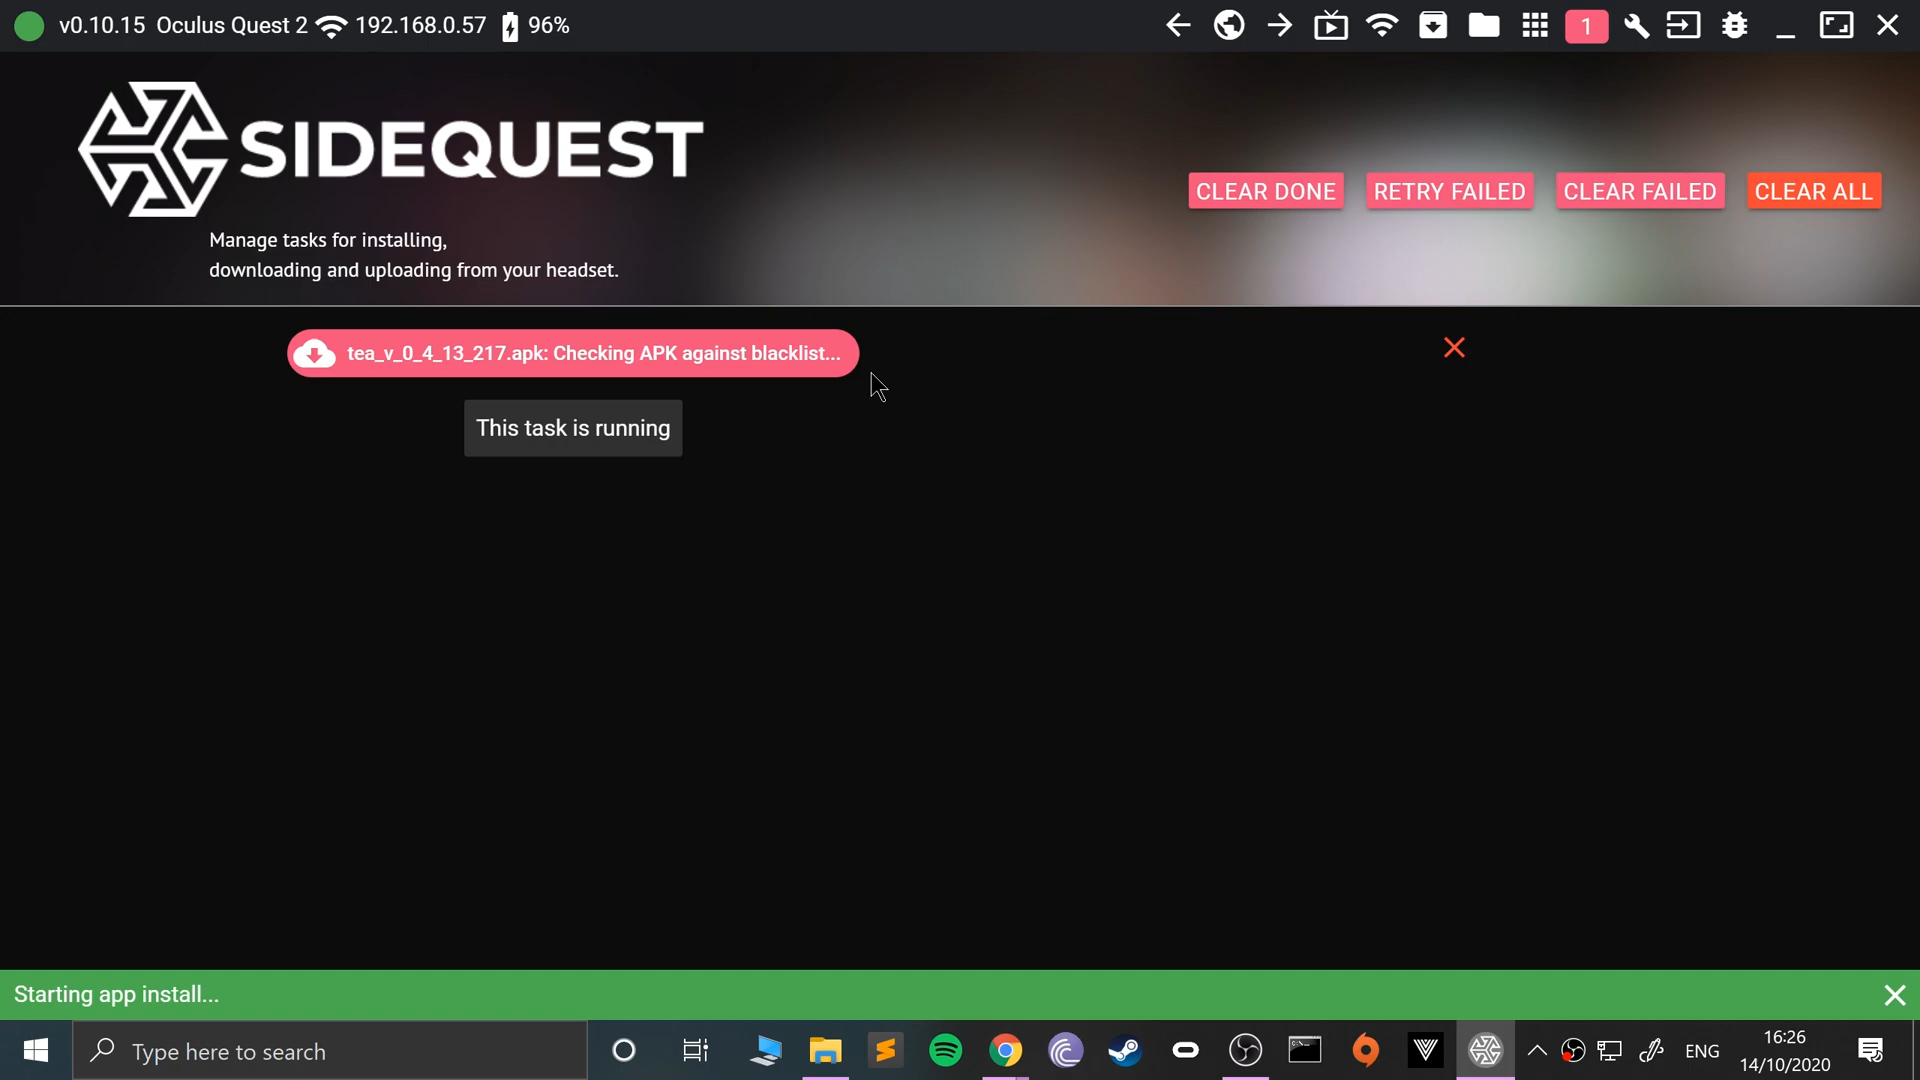 v0.10.15 Oculus Quest 2 192.168.0.57 96%
1
SIDEQUEST
CLEAR DONE RETRY FAILED CLEAR FAILED CLEAR ALL
Manage tasks for installing,
downloading and uploading from your headset.
tea_v_0_4_13_217.apk: Checking APK against blacklist...
This task is running
Starting app install...
Type here to search
ENG
16:26
14/10/2020